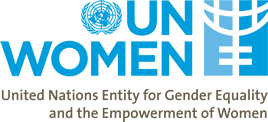 UN
WOMEN
United Nations Entity for Gender Equality
and the Empowerment of Women